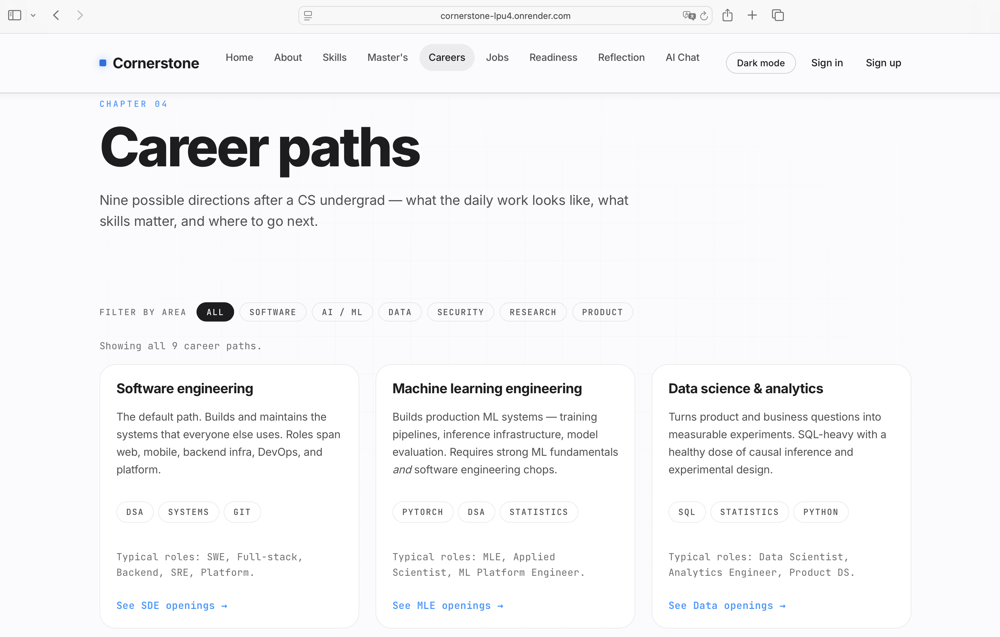 cornerstone-lpu4.onrender.com
Cornerstone
Home
About
Skills
Master's
Careers
Jobs
Readiness
Reflection
AI Chat
Dark mode
Sign in
Sign up
CHAPTER 04
Career paths
Nine possible directions after a CS undergrad — what the daily work looks like, what
skills matter, and where to go next.
FILTER BY AREA
ALL
SOFTWARE
AI / ML
DATA
SECURITY
RESEARCH
PRODUCT
Showing all 9 career paths.
Software engineering
The default path. Builds and maintains the
systems that everyone else uses. Roles span
web, mobile, backend infra, DevOps, and
platform.
DSA
SYSTEMS
GIT
Typical roles: SWE, Full-stack,
Backend, SRE, Platform.
See SDE openings →
Machine learning engineering
Builds production ML systems — training
pipelines, inference infrastructure, model
evaluation. Requires strong ML fundamentals
and software engineering chops.
PYTORCH
DSA
STATISTICS
Typical roles: MLE, Applied
Scientist, ML Platform Engineer.
See MLE openings →
Data science & analytics
Turns product and business questions into
measurable experiments. SQL-heavy with a
healthy dose of causal inference and
experimental design.
SQL
STATISTICS
PYTHON
Typical roles: Data Scientist,
Analytics Engineer, Product DS.
See Data openings →